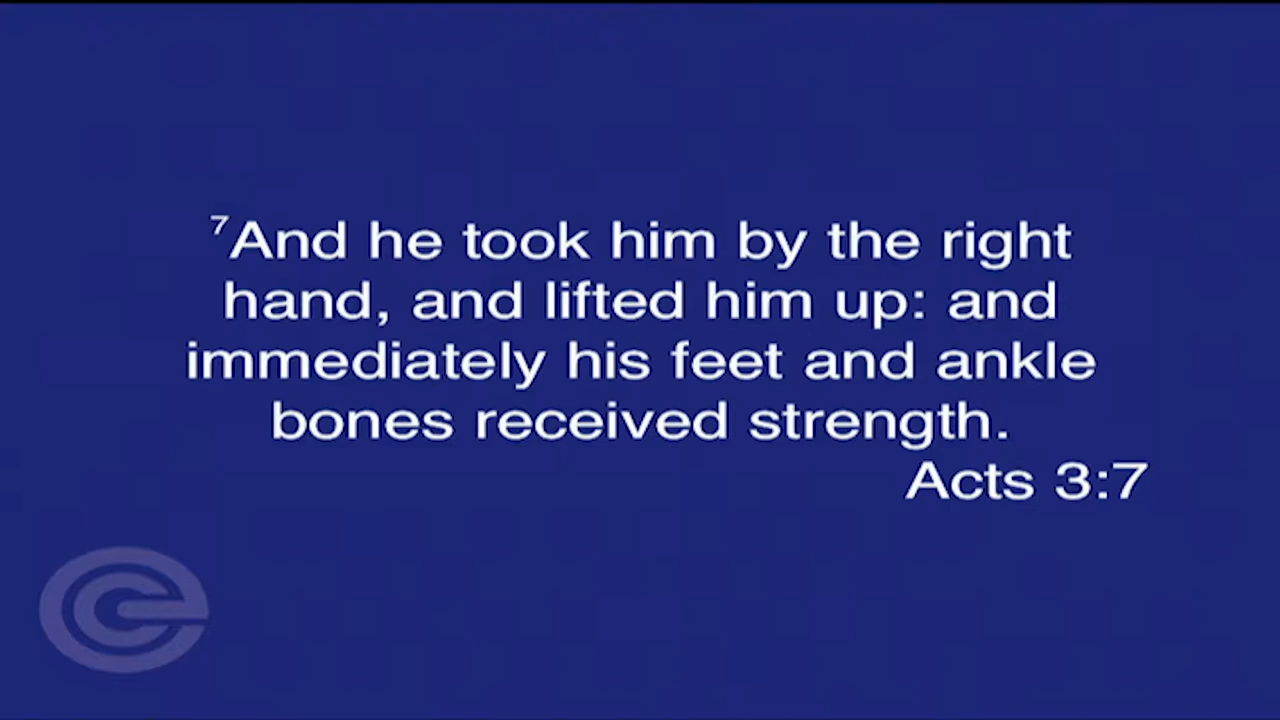 ⁷And he took him by the right
hand, and lifted him up: and
immediately his feet and ankle
bones received strength.
Acts 3:7